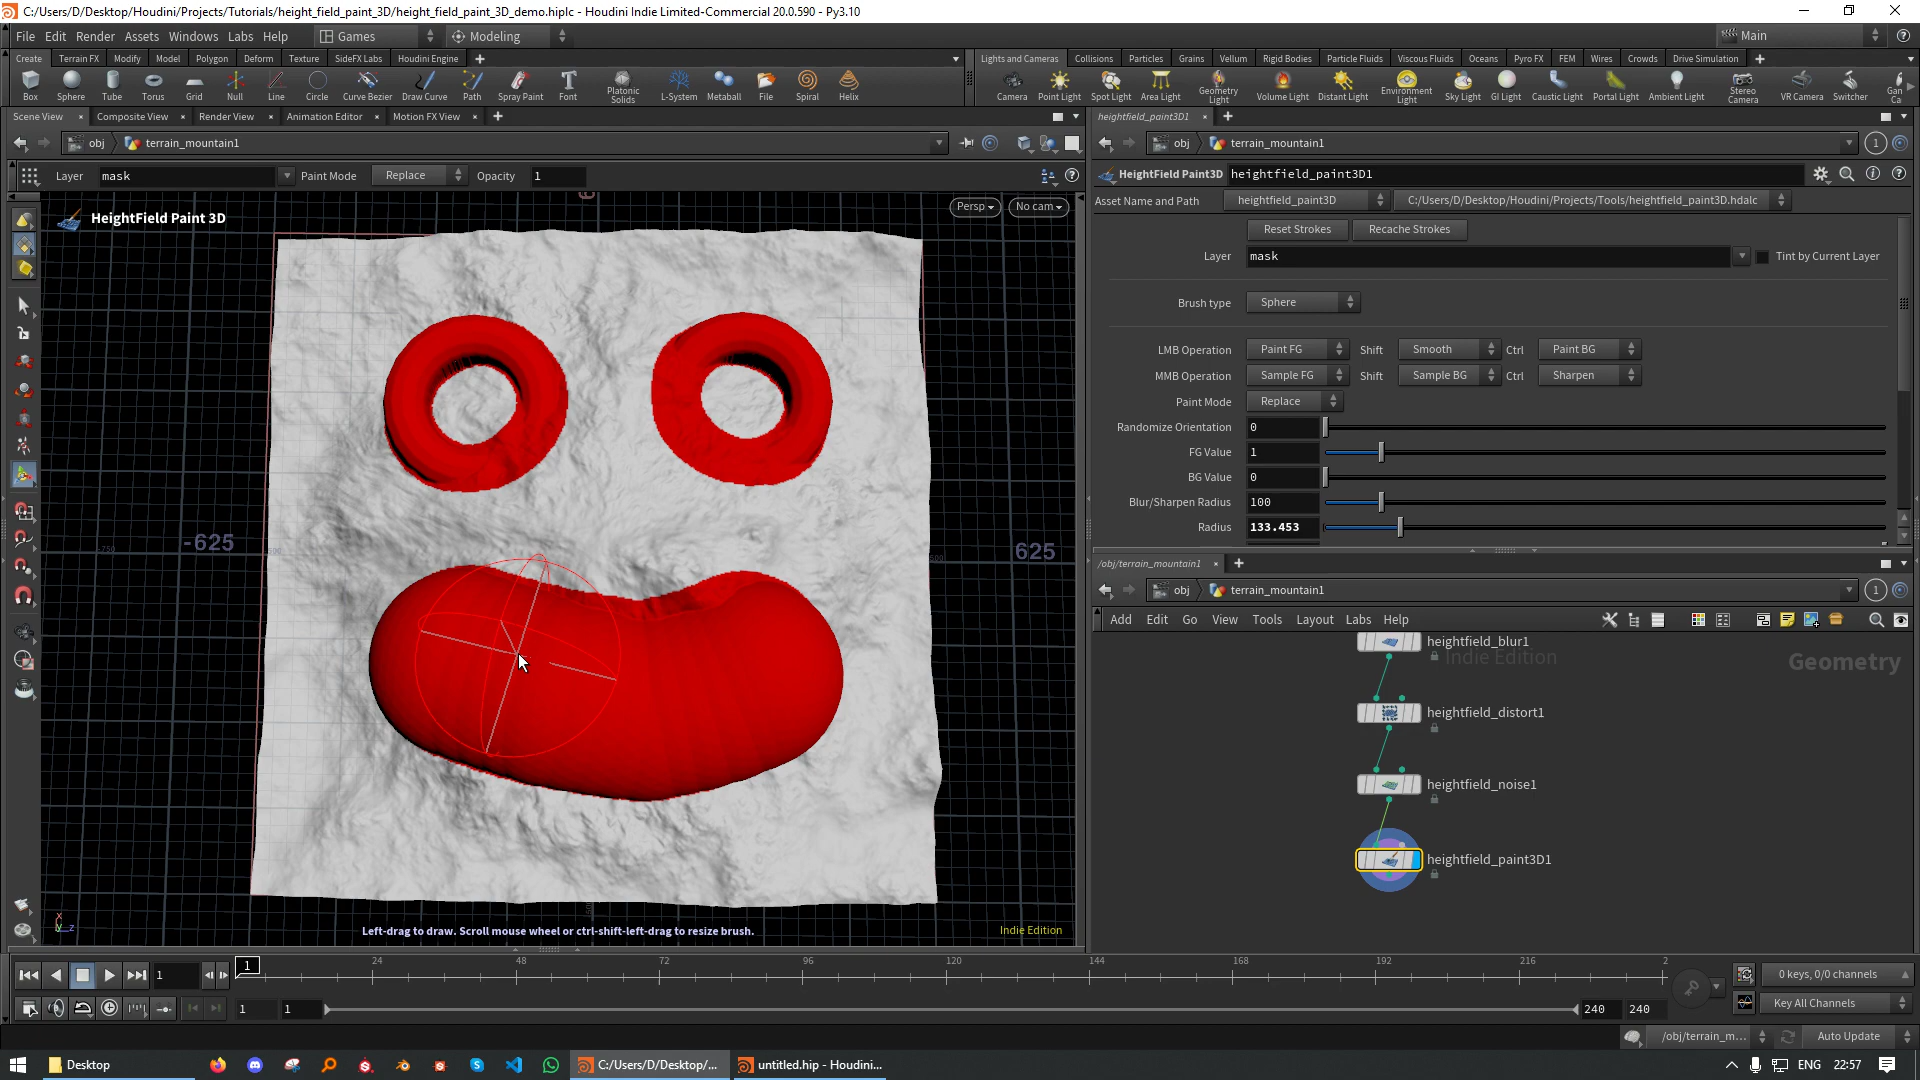 C:/Users/D/Desktop/Houdini/Projects/Tutorials/height_field_paint_3D/height_field_paint_3D_demo.hiplc - Houdini Indie Limited-Commercial 20.0.590 - Py3.10
File Edit Render Assets Windows Labs Help Games Modeling Main
Create Terrain FX Modify Model Polygon Deform Texture SideFX Labs Houdini Engine
Lights and Cameras Collisions Particles Grains Vellum Rigid Bodies Particle Fluids Viscous Fluids Oceans Pyro FX FEM Wires Crowds Drive Simulation
Box Sphere Tube Torus Grid Null Line Circle Curve Bezier Draw Curve Path Spray Paint Font Platonic Solids L-System Metaball File Spiral Helix
Camera Point Light Spot Light Area Light Geometry Light Volume Light Distant Light Environment Light Sky Light GI Light Caustic Light Portal Light Ambient Light Stereo Camera VR Camera Switcher Gan Ca
Scene View Composite View Render View Animation Editor Motion FX View
obj terrain_mountain1
Layer mask Paint Mode Replace Opacity 1
HeightField Paint 3D
Persp No cam
-625
625
Left-drag to draw. Scroll mouse wheel or ctrl-shift-left-drag to resize brush.
Indie Edition
heightfield_paint3D1
obj terrain_mountain1 1
HeightField Paint3D heightfield_paint3D1
Asset Name and Path heightfield_paint3D C:/Users/D/Desktop/Houdini/Projects/Tools/heightfield_paint3D.hdalc
Reset Strokes Recache Strokes
Layer mask Tint by Current Layer
Brush type Sphere
LMB Operation Paint FG Shift Smooth Ctrl Paint BG
MMB Operation Sample FG Shift Sample BG Ctrl Sharpen
Paint Mode Replace
Randomize Orientation 0
FG Value 1
BG Value 0
Blur/Sharpen Radius 100
Radius 133.453
/obj/terrain_mountain1
obj terrain_mountain1 1
Add Edit Go View Tools Layout Labs Help
heightfield_blur1
Indie Edition
Geometry
heightfield_distort1
heightfield_noise1
heightfield_paint3D1
1 1 24 48 72 96 120 144 168 192 216 2
0 keys, 0/0 channels
1 1 240 240 Key All Channels
/obj/terrain_m... Auto Update
Desktop C:/Users/D/Desktop/... untitled.hip - Houdini... ENG 22:57